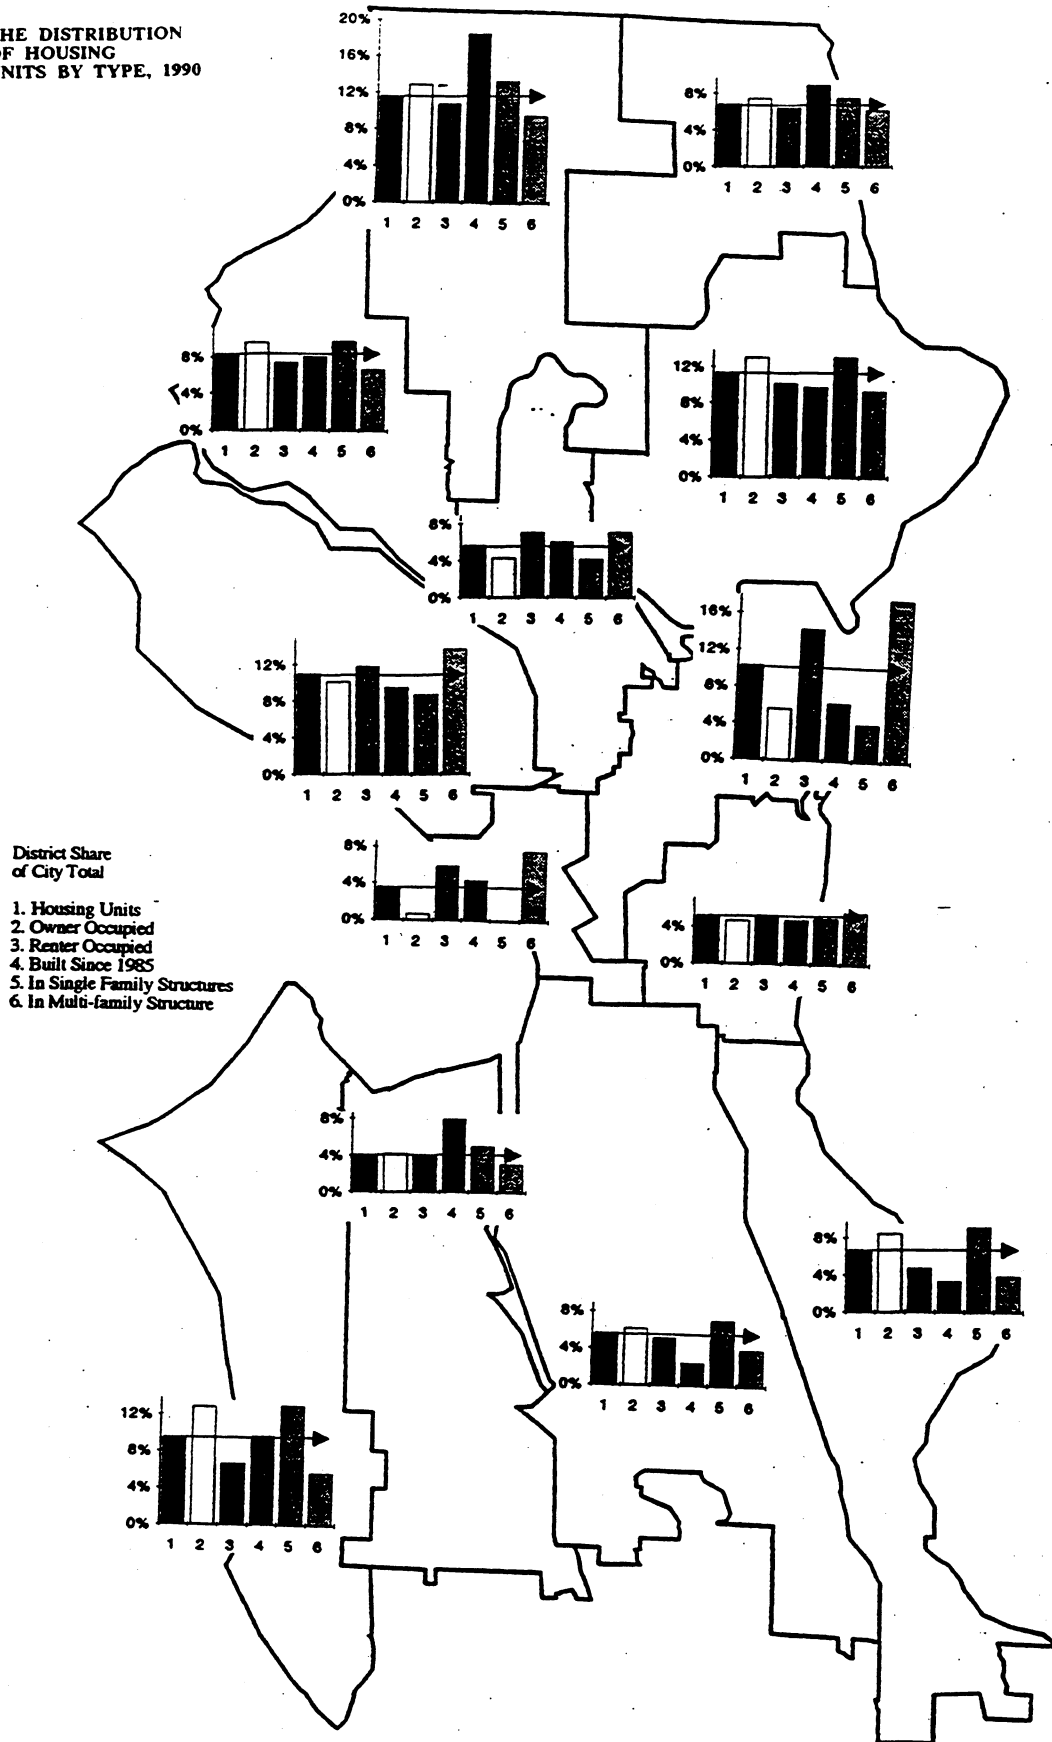 HE DISTRIBUTION
F HOUSING
NITS BY TYPE, 1990
20%
16%
12%
8%
4%
0%
1 2 3 4 5 6
8%
4%
0%
1 2 3 4 5 6
8%
4%
0%
1 2 3 4 5 6
12%
8%
4%
0%
1 2 3 4 5 6
8%
4%
0%
1 2 3 4 5 6
16%
12%
8%
4%
0%
1 2 3 4 5 6
12%
8%
4%
0%
1 2 3 4 5 6
8%
4%
0%
1 2 3 4 5 6
District Share
of City Total
1. Housing Units
2. Owner Occupied
3. Renter Occupied
4. Built Since 1985
5. In Single Family Structures
6. In Multi-family Structure
4%
0%
1 2 3 4 5 6
8%
4%
0%
1 2 3 4 5 6
8%
4%
0%
1 2 3 4 5 6
8%
4%
0%
1 2 3 4 5 6
12%
8%
4%
0%
1 2 3 4 5 6